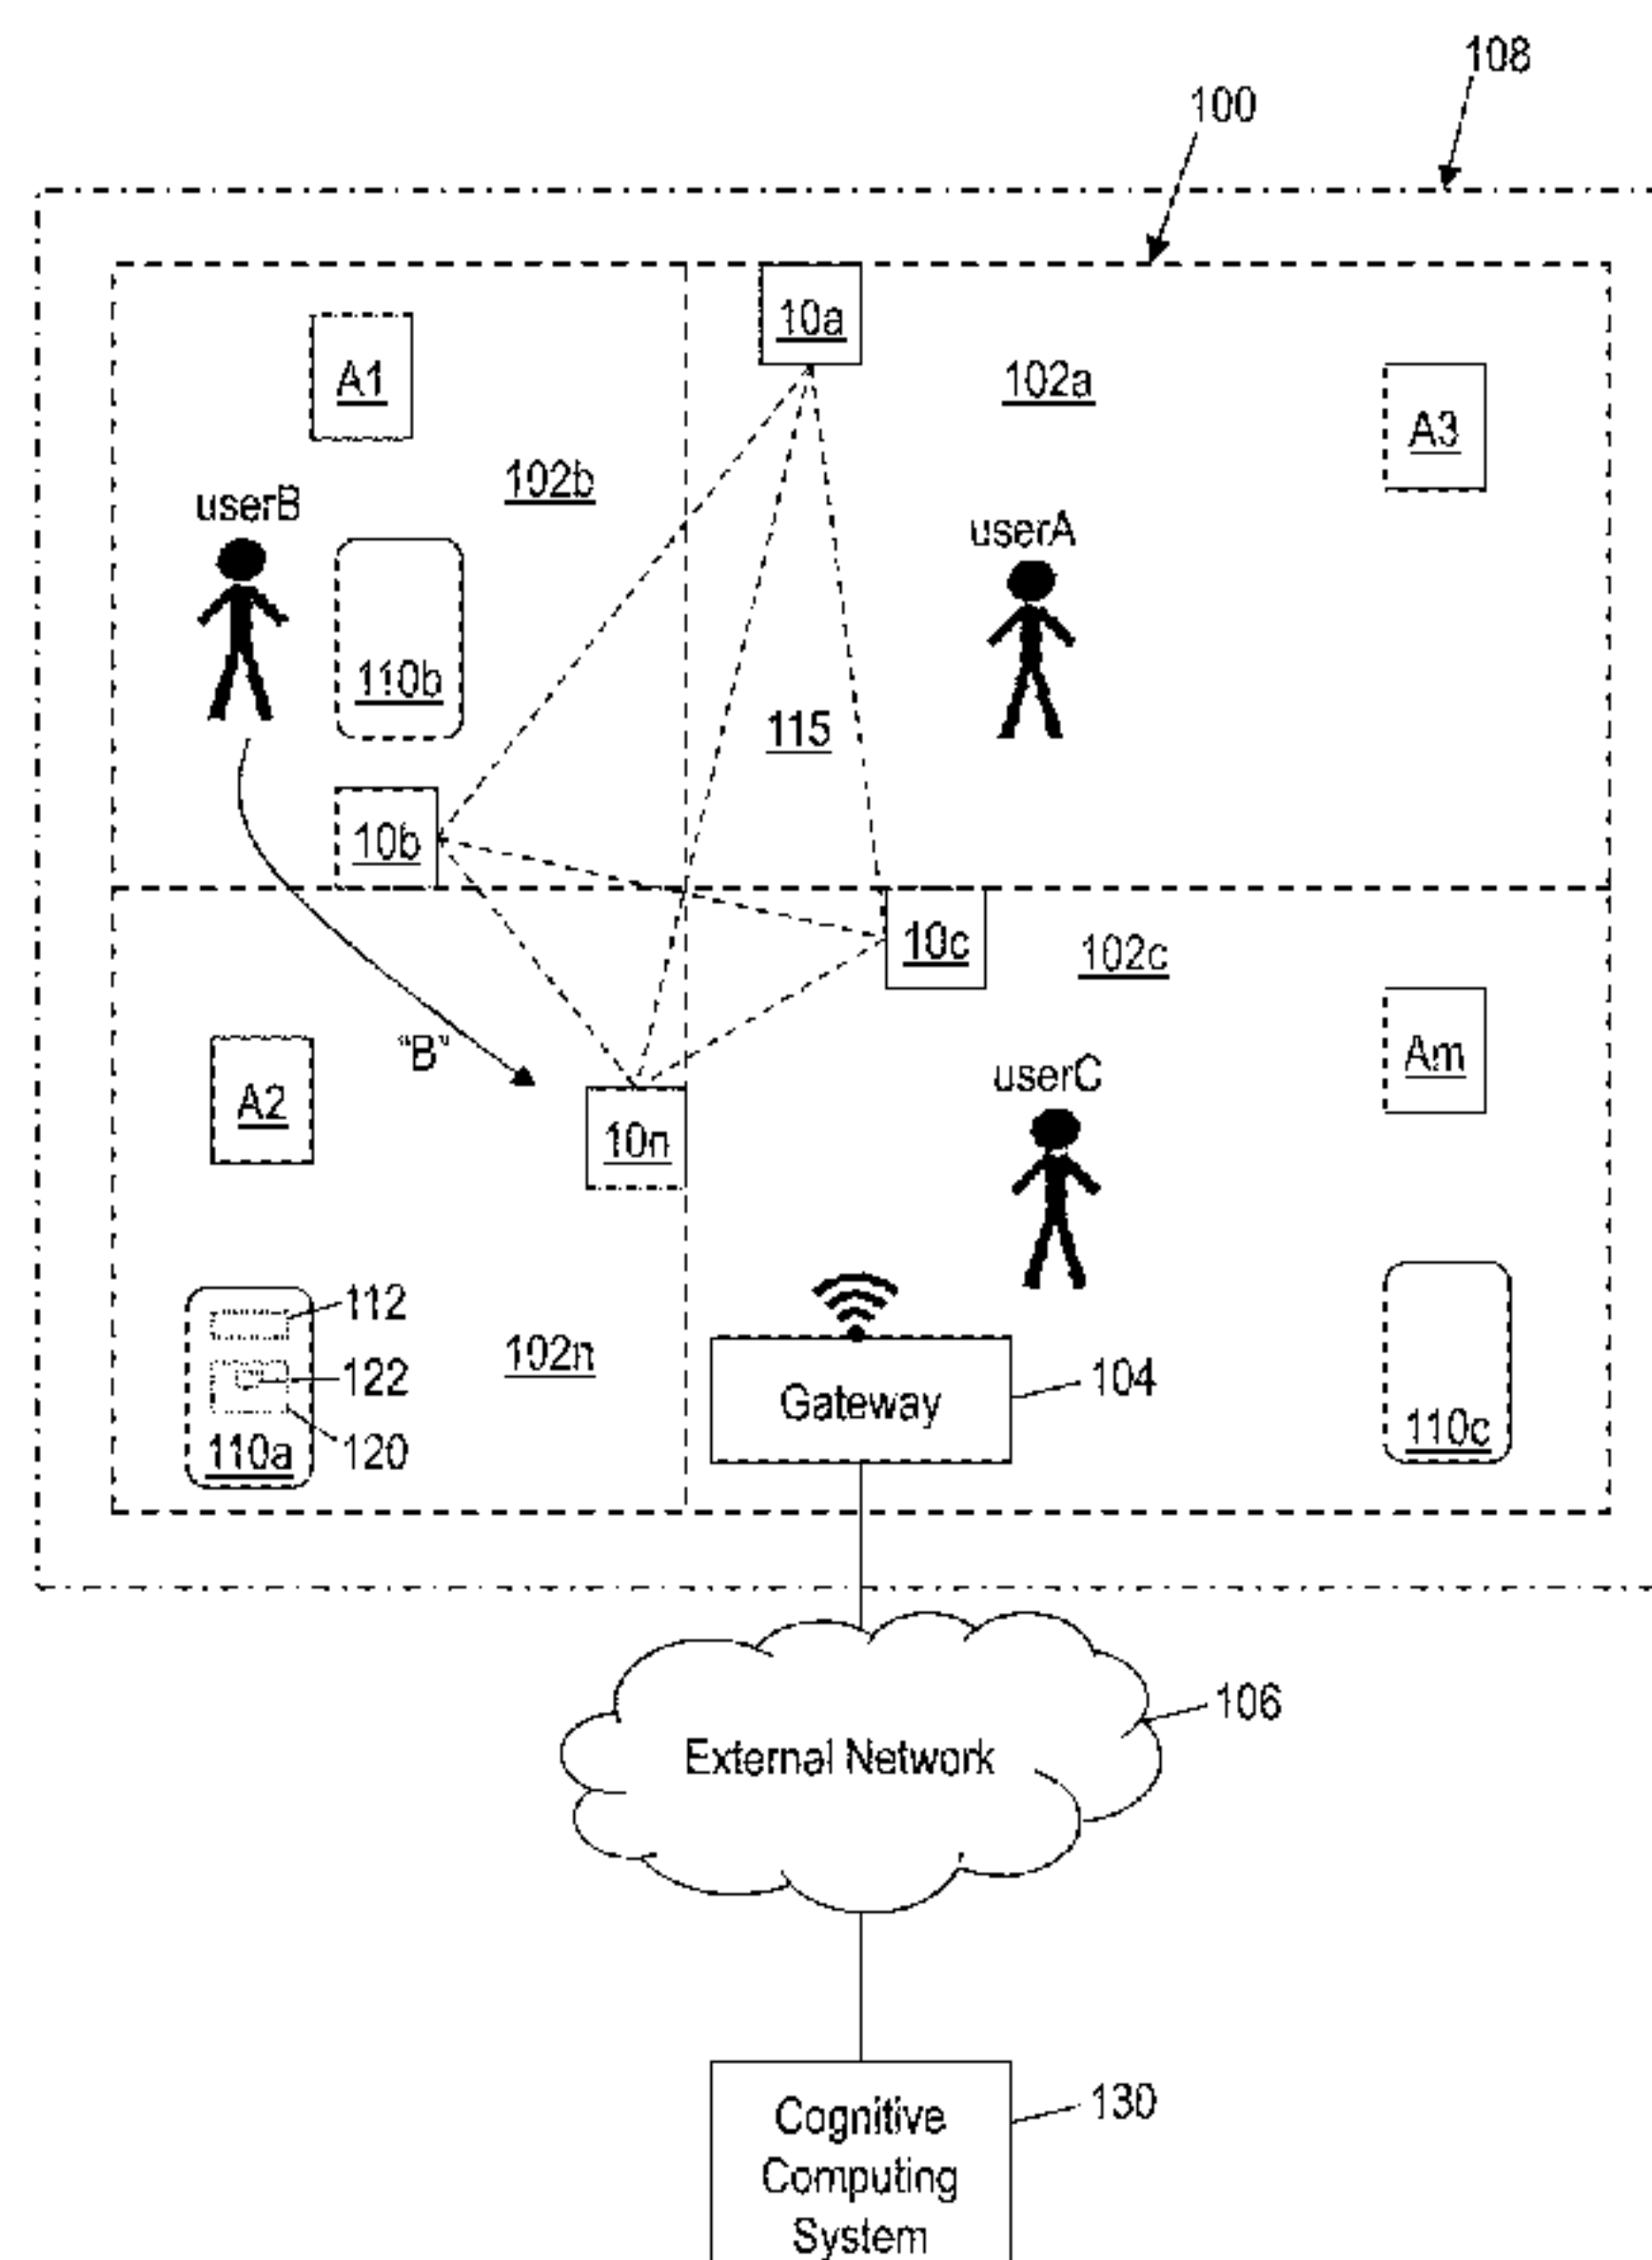 108
100
10a
A1
102a
A3
102b
userB
userA
110b
115
10b
10c
102c
"B"
Am
userC
A2
10n
112
102n
122
104
Gateway
110c
110a
120
106
External Network
130
Cognitive
Computing
System